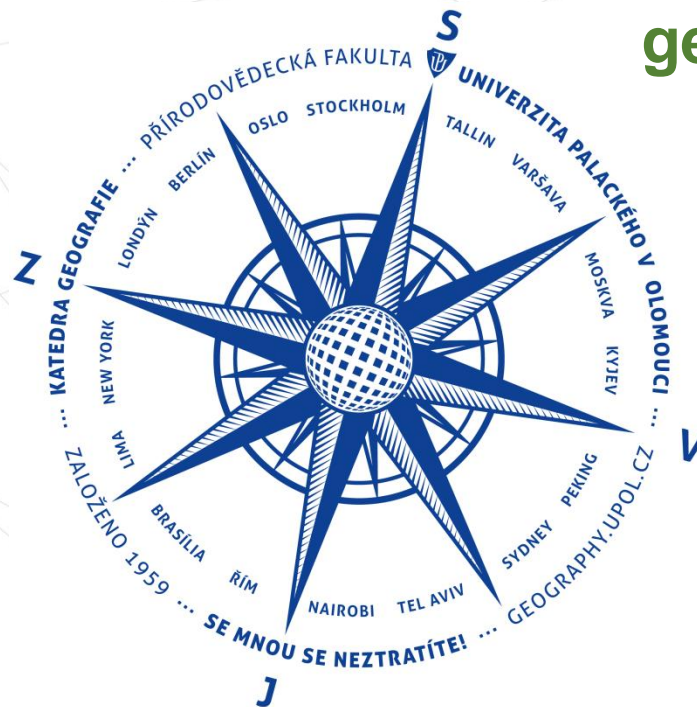 S
ge
PŘÍRODOVĚDECKÁ FAKULTA UNIVERZITA PALACKÉHO V OLOMOUCI ... GEOGRAPHY.UPOL.CZ ... SE MNOU SE NEZTRATÍTE! ... ZALOŽENO 1959 ... KATEDRA GEOGRAFIE ...
STOCKHOLM
TALLIN
VARŠAVA
MOSKVA
KYJEV
PEKING
SYDNEY
TEL AVIV
NAIROBI
ŘÍM
BRASÍLIA
LIMA
NEW YORK
LONDÝN
BERLÍN
OSLO
Z
J